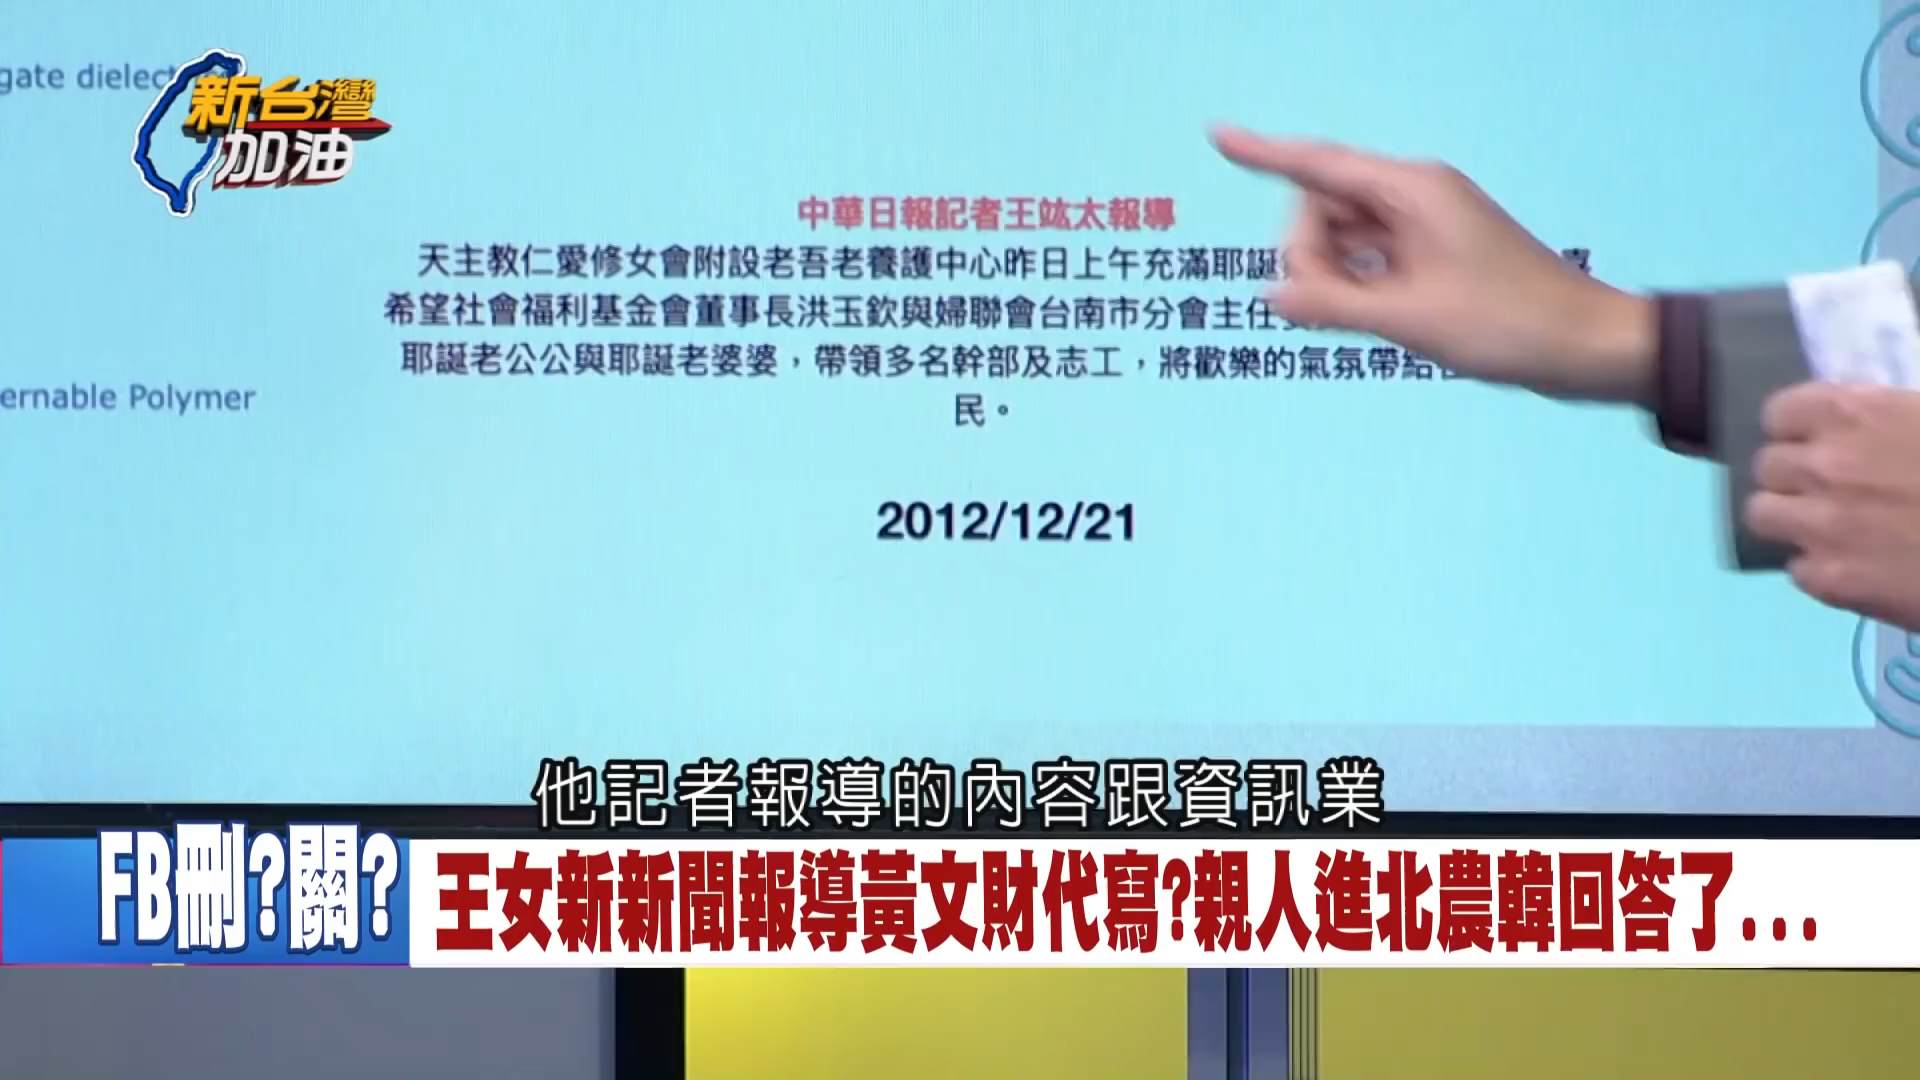 gate dielect
新台灣
加油
中華日報記者王竑太報導
天主教仁愛修女會附設老吾老養護中心昨日上午充滿耶誕
希望社會福利基金會董事長洪玉欽與婦聯會台南市分會主任
耶誕老公公與耶誕老婆婆，帶領多名幹部及志工，將歡樂的氣氛帶給
民。
2012/12/21
ernable Polymer
他記者報導的內容跟資訊業
FB刪?關?
王女新新聞報導黃文財代寫?親人進北農韓回答了...